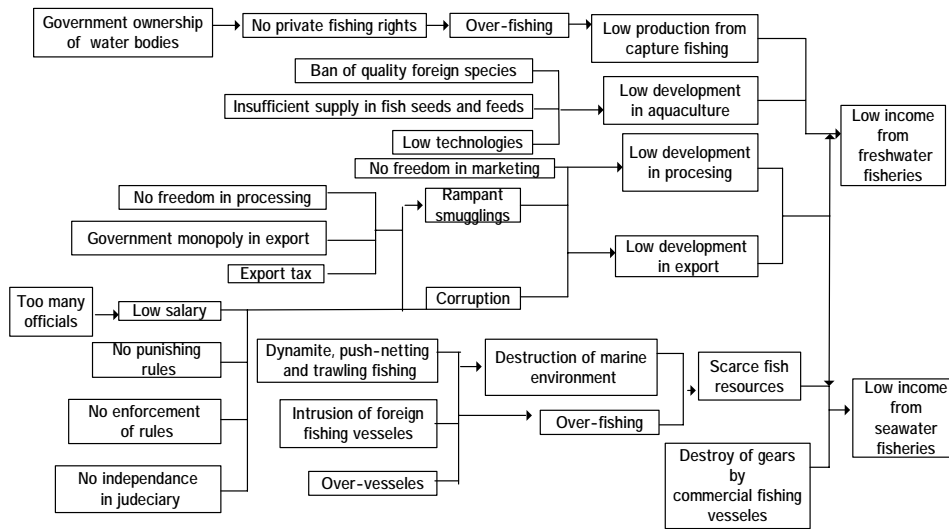 Government ownership
of water bodies
No private fishing rights
Over-fishing
Low production from
capture fishing
Ban of quality foreign species
Insufficient supply in fish seeds and feeds
Low technologies
Low development
in aquaculture
Low income
from
freshwater
fisheries
No freedom in marketing
Low development
in procesing
No freedom in processing
Government monopoly in export
Export tax
Rampant
smugglings
Low development
in export
Too many
officials
Low salary
Corruption
No punishing
rules
No enforcement
of rules
No independance
in judeciary
Dynamite, push-netting
and trawling fishing
Intrusion of foreign
fishing vesseles
Over-vesseles
Destruction of marine
environment
Over-fishing
Scarce fish
resources
Destroy of gears
by
commercial fishing
vesseles
Low income
from
seawater
fisheries